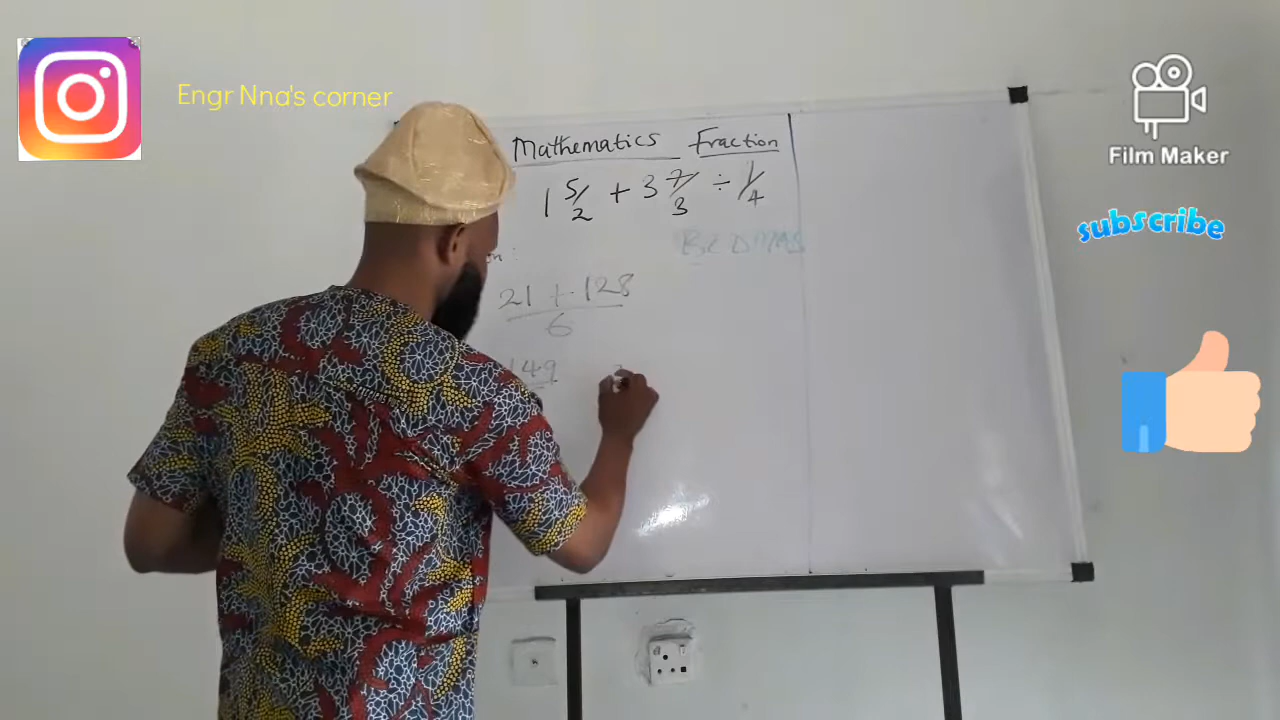 Engr Nna's corner
Film Maker
subscribe
Mathematics Fraction
1 5/2 + 3 7/3 ÷ 1/4
BODMAS
21 + 128
6
149